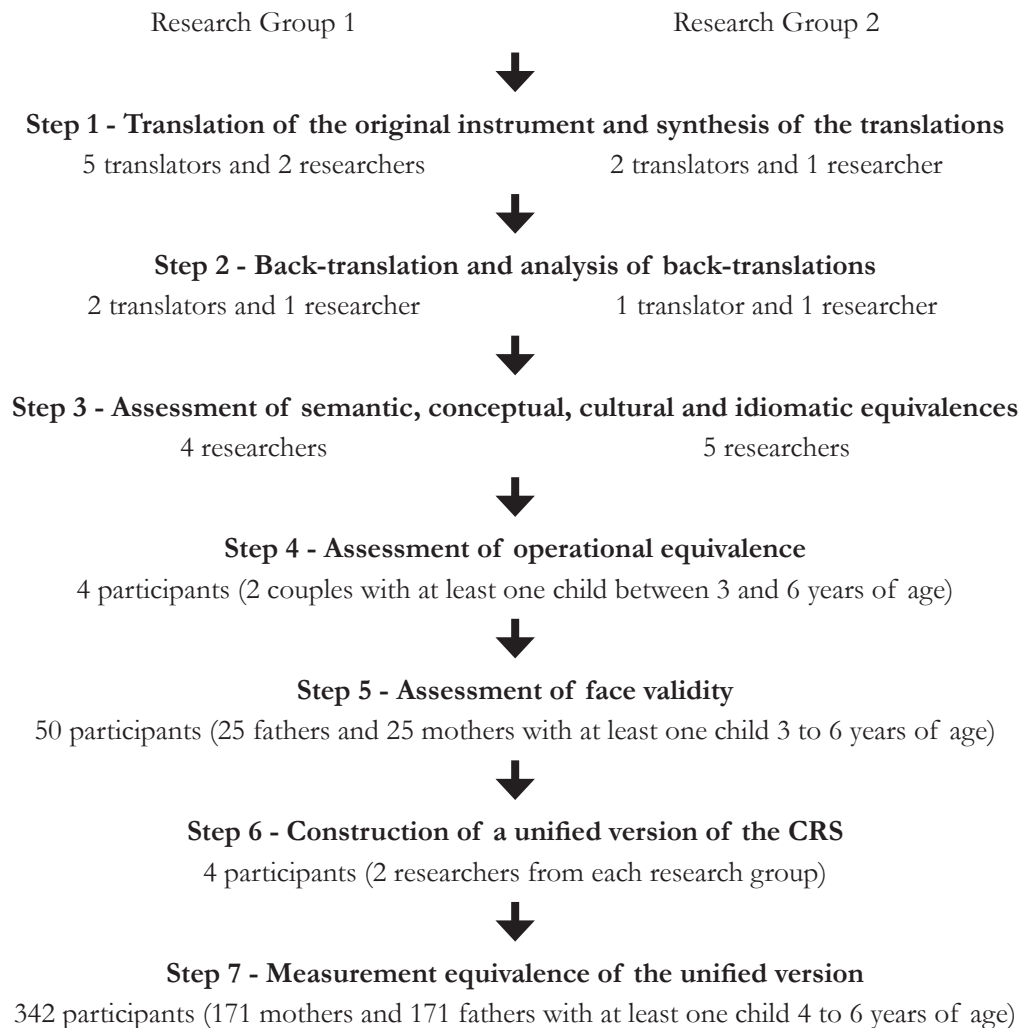 Research Group 1 Research Group 2
Step 1 - Translation of the original instrument and synthesis of the translations
5 translators and 2 researchers 2 translators and 1 researcher
Step 2 - Back-translation and analysis of back-translations
2 translators and 1 researcher 1 translator and 1 researcher
Step 3 - Assessment of semantic, conceptual, cultural and idiomatic equivalences
4 researchers 5 researchers
Step 4 - Assessment of operational equivalence
4 participants (2 couples with at least one child between 3 and 6 years of age)
Step 5 - Assessment of face validity
50 participants (25 fathers and 25 mothers with at least one child 3 to 6 years of age)
Step 6 - Construction of a unified version of the CRS
4 participants (2 researchers from each research group)
Step 7 - Measurement equivalence of the unified version
342 participants (171 mothers and 171 fathers with at least one child 4 to 6 years of age)